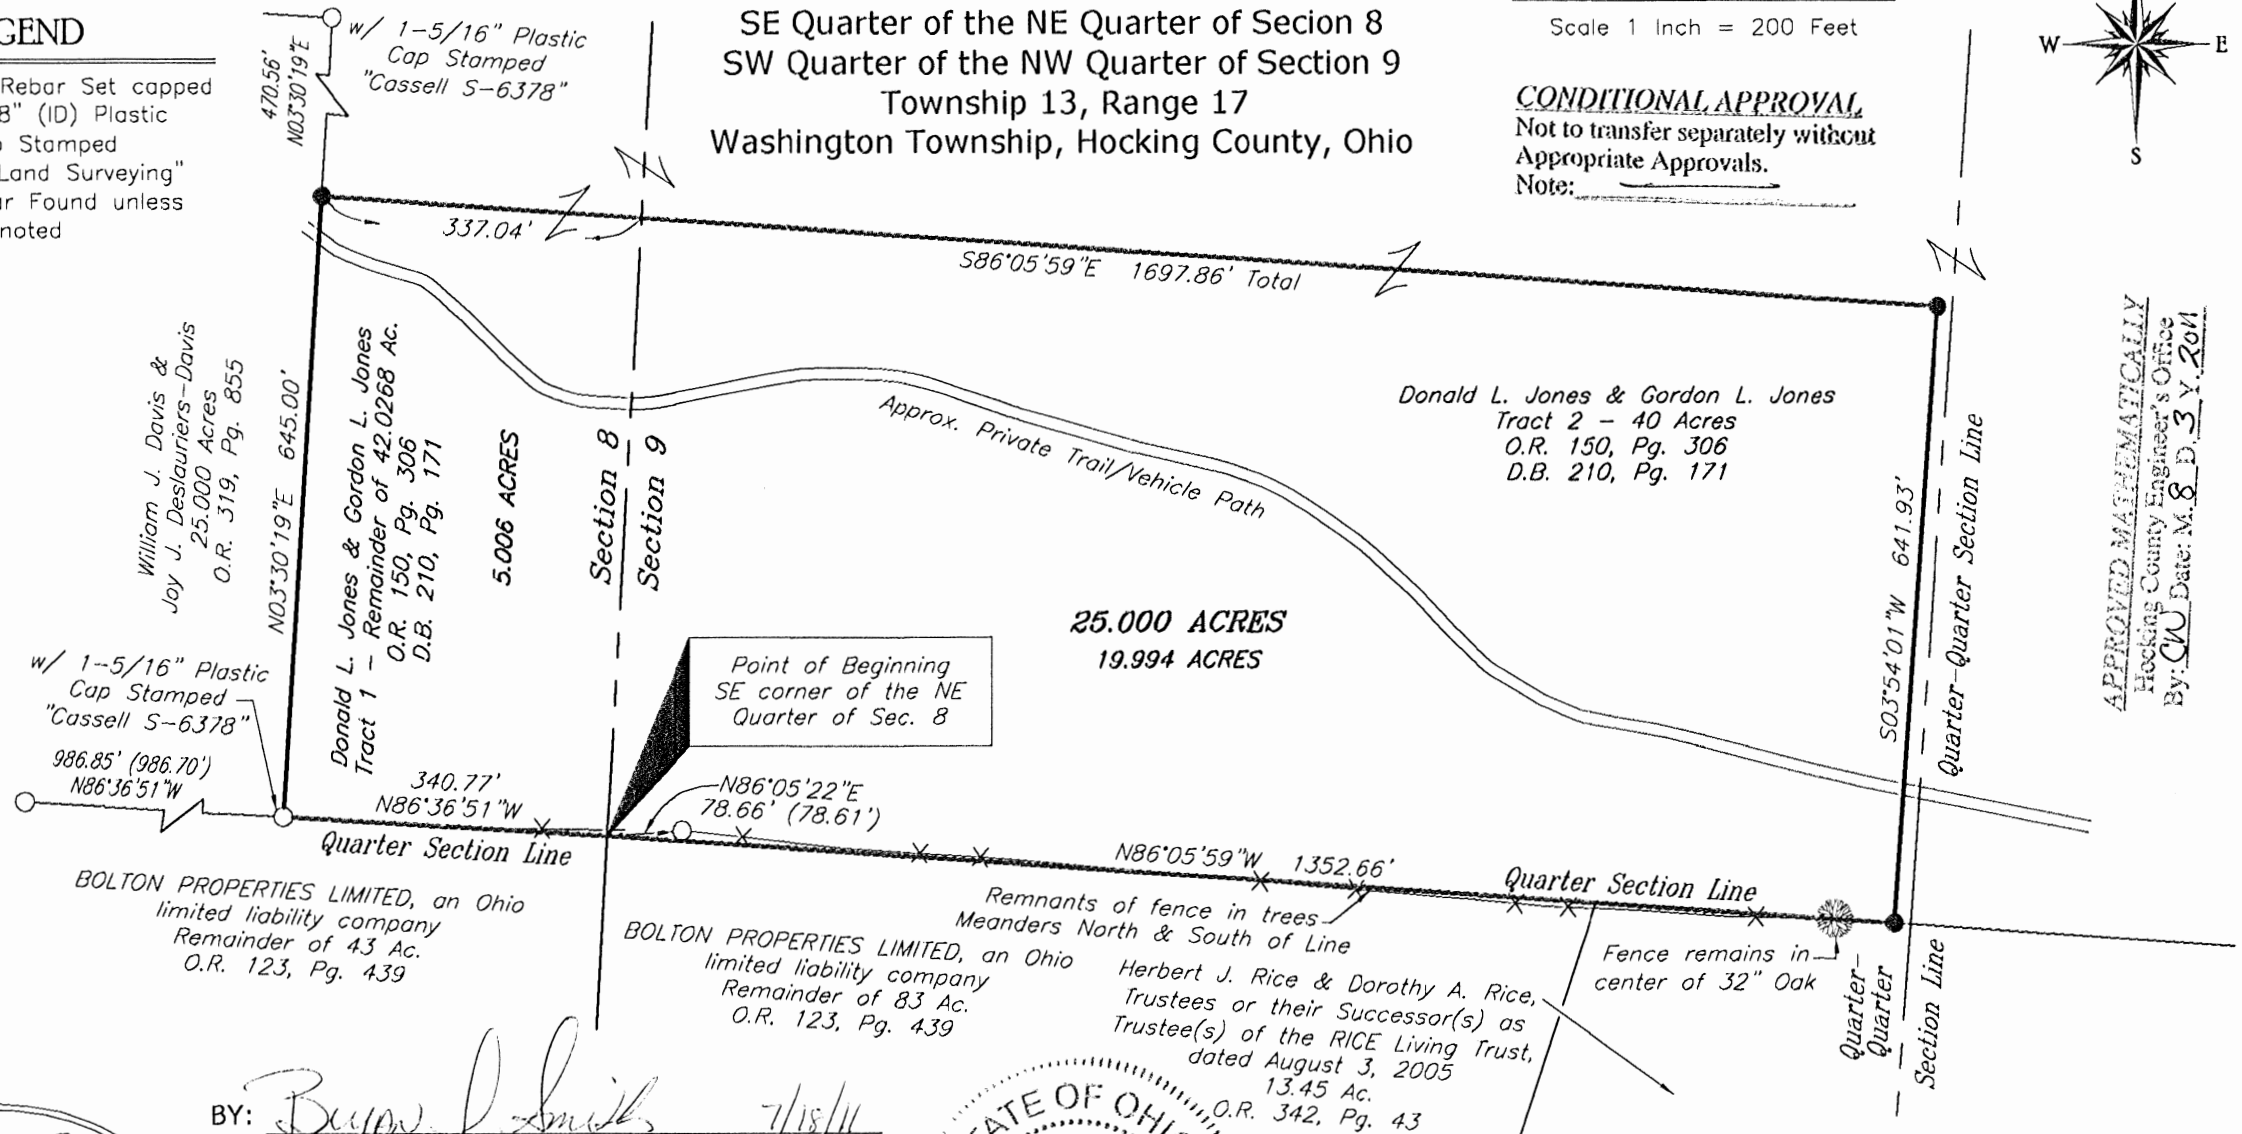 SE Quarter of the NE Quarter of Secion 8
SW Quarter of the NW Quarter of Section 9
Township 13, Range 17
Washington Township, Hocking County, Ohio
Scale 1 Inch = 200 Feet
W E
S
CONDITIONAL APPROVAL
Not to transfer separately without
Appropriate Approvals.
Note:
GEND
Rebar Set capped
8" (ID) Plastic
Stamped
Land Surveying"
Found unless
noted
470.56'
N03°30'19"E
w/ 1-5/16" Plastic
Cap Stamped
"Cassell S-6378"
337.04'
S86°05'59"E 1697.86' Total
William J. Davis &
Joy J. Deslauriers-Davis
25.000 Acres
O.R. 319, Pg. 855
N03°30'19"E 645.00'
Donald L. Jones & Gordon L. Jones
Tract 1 - Remainder of 42.0268 Ac.
O.R. 150, Pg. 306
D.B. 210, Pg. 171
5.006 ACRES
Section 8
Section 9
Approx. Private Trail/Vehicle Path
Donald L. Jones & Gordon L. Jones
Tract 2 - 40 Acres
O.R. 150, Pg. 306
D.B. 210, Pg. 171
S03°54'01"W 641.93'
Quarter-Quarter Section Line
APPROVED MATHEMATICALLY
Hocking County Engineer's Office
By: CW Date: M. 8 D. 3 Y. 2011
25.000 ACRES
19.994 ACRES
Point of Beginning
SE corner of the NE
Quarter of Sec. 8
w/ 1-5/16" Plastic
Cap Stamped
"Cassell S-6378"
986.85' (986.70')
N86°36'51"W
340.77'
N86°36'51"W
Quarter Section Line
N86°05'22"E
78.66' (78.61')
N86°05'59"W 1352.66'
Quarter Section Line
Remnants of fence in trees
Meanders North & South of Line
Fence remains in
center of 32" Oak
BOLTON PROPERTIES LIMITED, an Ohio
limited liability company
Remainder of 43 Ac.
O.R. 123, Pg. 439
BOLTON PROPERTIES LIMITED, an Ohio
limited liability company
Remainder of 83 Ac.
O.R. 123, Pg. 439
Herbert J. Rice & Dorothy A. Rice,
Trustees or their Successor(s) as
Trustee(s) of the RICE Living Trust,
dated August 3, 2005
13.45 Ac.
O.R. 342, Pg. 43
Quarter-
Quarter
Section Line
BY: 7/18/11
ATE OF OHI